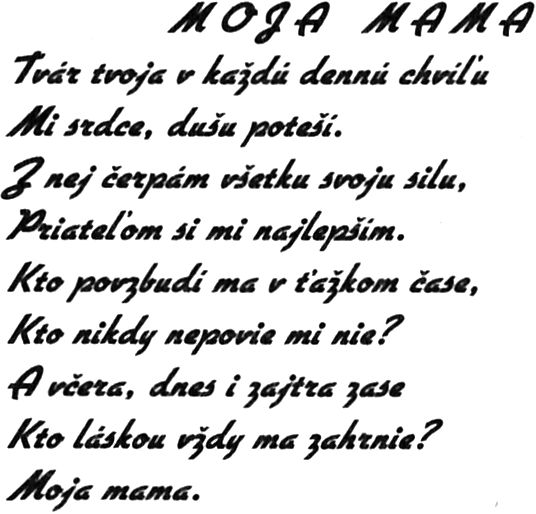 MOJA MAMA
Tvár tvoja v každú dennú chvíľu
Mi srdce, dušu poteší.
Z nej čerpám všetku svoju silu,
Priateľom si mi najlepším.
Kto povzbudí ma v ťažkom čase,
Kto nikdy nepovie mi nie?
A včera, dnes i zajtra zase
Kto láskou vždy ma zahrnie?
Moja mama.